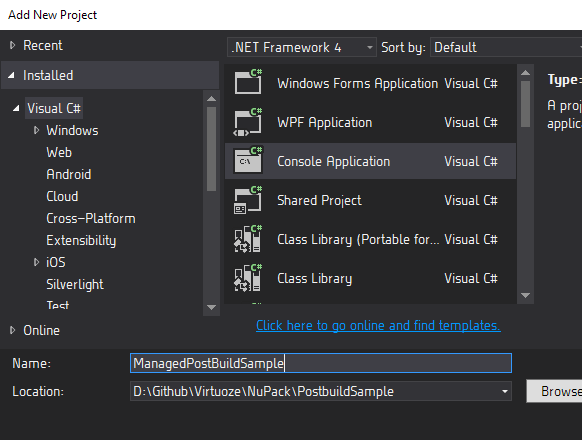 Add New Project
Recent
.NET Framework 4 Sort by: Default
Installed
Type:
Visual C#
Windows
Web
Android
Cloud
Cross-Platform
Extensibility
iOS
Silverlight
Test
Online
C# Windows Forms Application Visual C#
C# WPF Application Visual C#
C# C:\ Console Application Visual C#
C# Shared Project Visual C#
C# Class Library (Portable for... Visual C#
C# Class Library Visual C#
A proj
applic
Click here to go online and find templates.
Name: ManagedPostBuildSample
Location: D:\Github\Virtuoze\NuPack\PostbuildSample
Browse